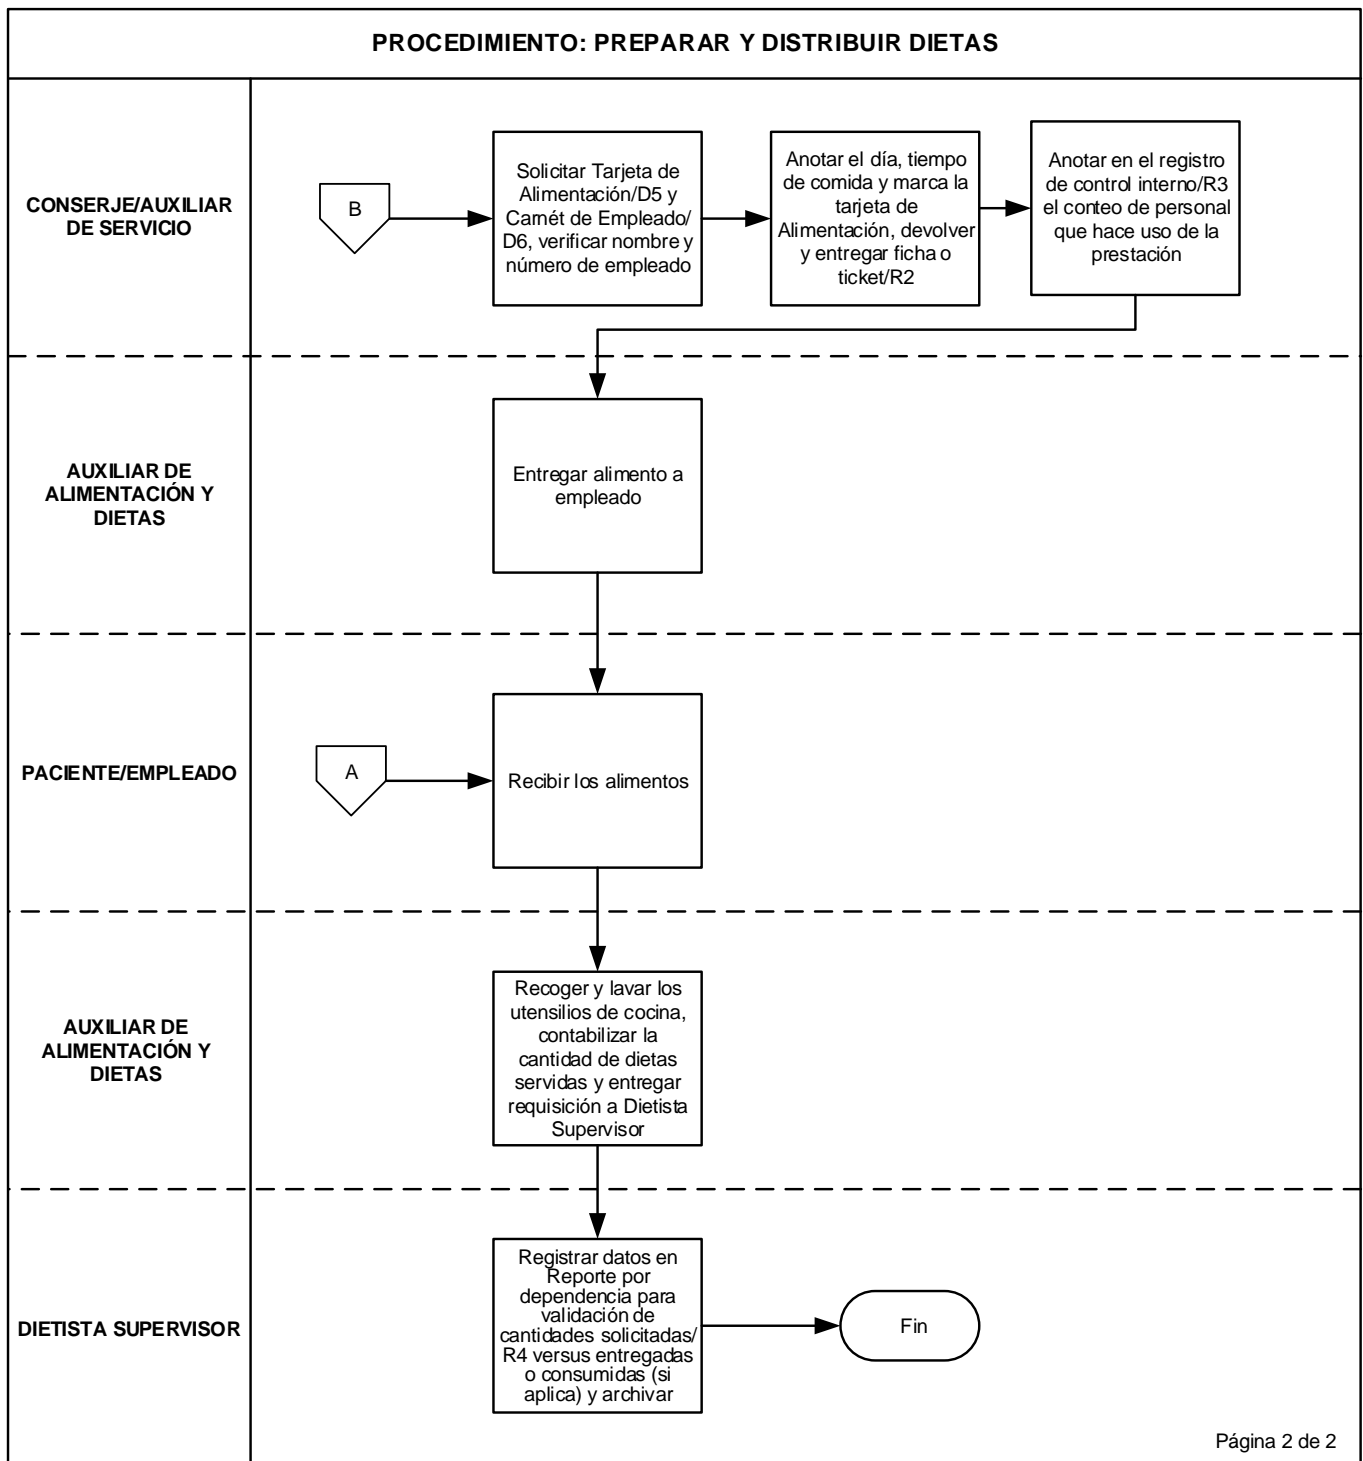 PROCEDIMIENTO: PREPARAR Y DISTRIBUIR DIETAS
CONSERJE/AUXILIAR
DE SERVICIO
B
Solicitar Tarjeta de
Alimentación/D5 y
Carnét de Empleado/
D6, verificar nombre y
número de empleado
Anotar el día, tiempo
de comida y marca la
tarjeta de
Alimentación, devolver
y entregar ficha o
ticket/R2
Anotar en el registro
de control interno/R3
el conteo de personal
que hace uso de la
prestación
AUXILIAR DE
ALIMENTACIÓN Y
DIETAS
Entregar alimento a
empleado
PACIENTE/EMPLEADO
A
Recibir los alimentos
AUXILIAR DE
ALIMENTACIÓN Y
DIETAS
Recoger y lavar los
utensilios de cocina,
contabilizar la
cantidad de dietas
servidas y entregar
requisición a Dietista
Supervisor
DIETISTA SUPERVISOR
Registrar datos en
Reporte por
dependencia para
validación de
cantidades solicitadas/
R4 versus entregadas
o consumidas (si
aplica) y archivar
Fin
Página 2 de 2